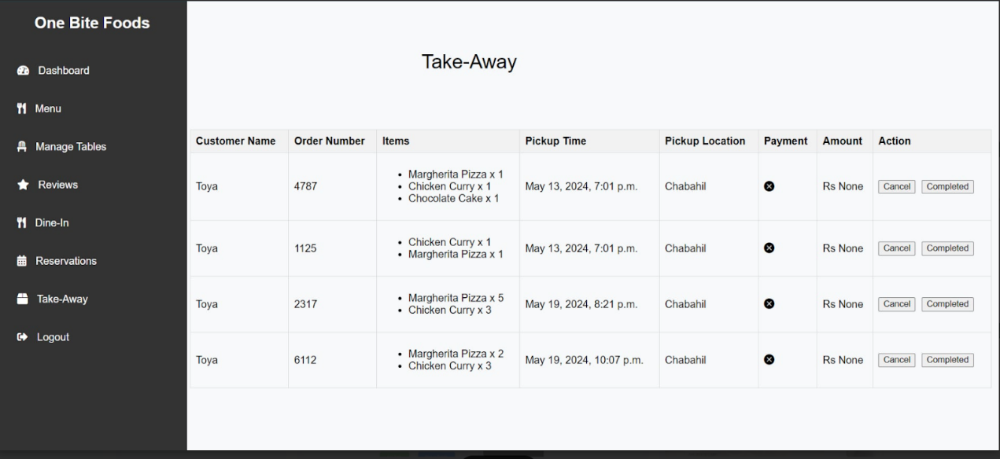 One Bite Foods
Dashboard
Menu
Manage Tables
Reviews
Dine-In
Reservations
Take-Away
Logout
Take-Away
Customer Name Order Number Items Pickup Time Pickup Location Payment Amount Action
Margherita Pizza x 1
Toya 4787 Chicken Curry x 1 May 13, 2024, 7:01 p.m. Chabahil Rs None Cancel Completed
Chocolate Cake x 1
Chicken Curry x 1
Toya 1125 May 13, 2024, 7:01 p.m. Chabahil Rs None Cancel Completed
Margherita Pizza x 1
Margherita Pizza x 5
Toya 2317 May 19, 2024, 8:21 p.m. Chabahil Rs None Cancel Completed
Chicken Curry x 3
Margherita Pizza x 2
Toya 6112 May 19, 2024, 10:07 p.m. Chabahil Rs None Cancel Completed
Chicken Curry x 3